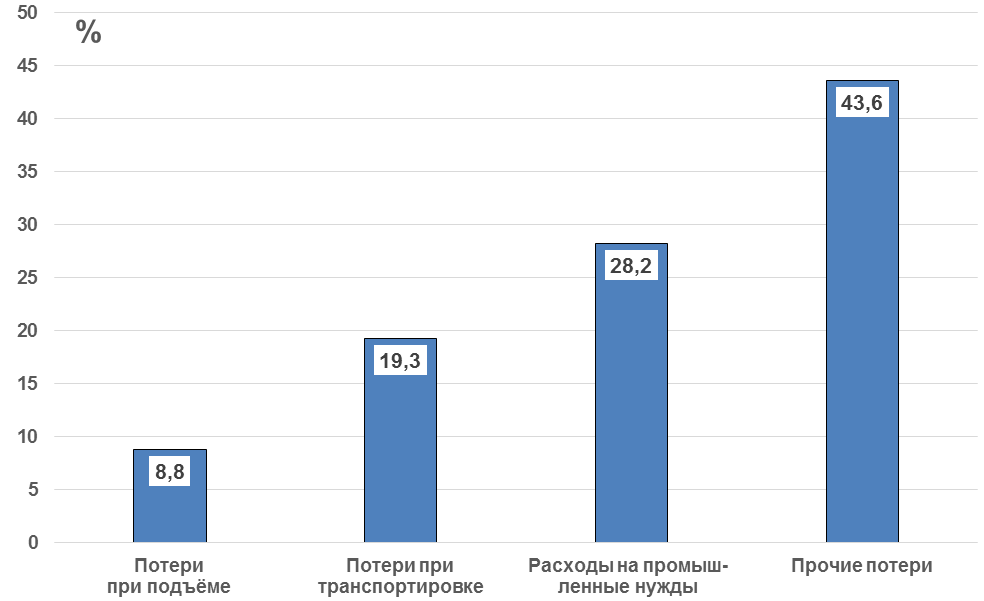 50
%
45
40
35
30
25
20
15
10
5
0
8,8
19,3
28,2
43,6
Потери
при подъёме
Потери при
транспортировке
Расходы на промыш-
ленные нужды
Прочие потери